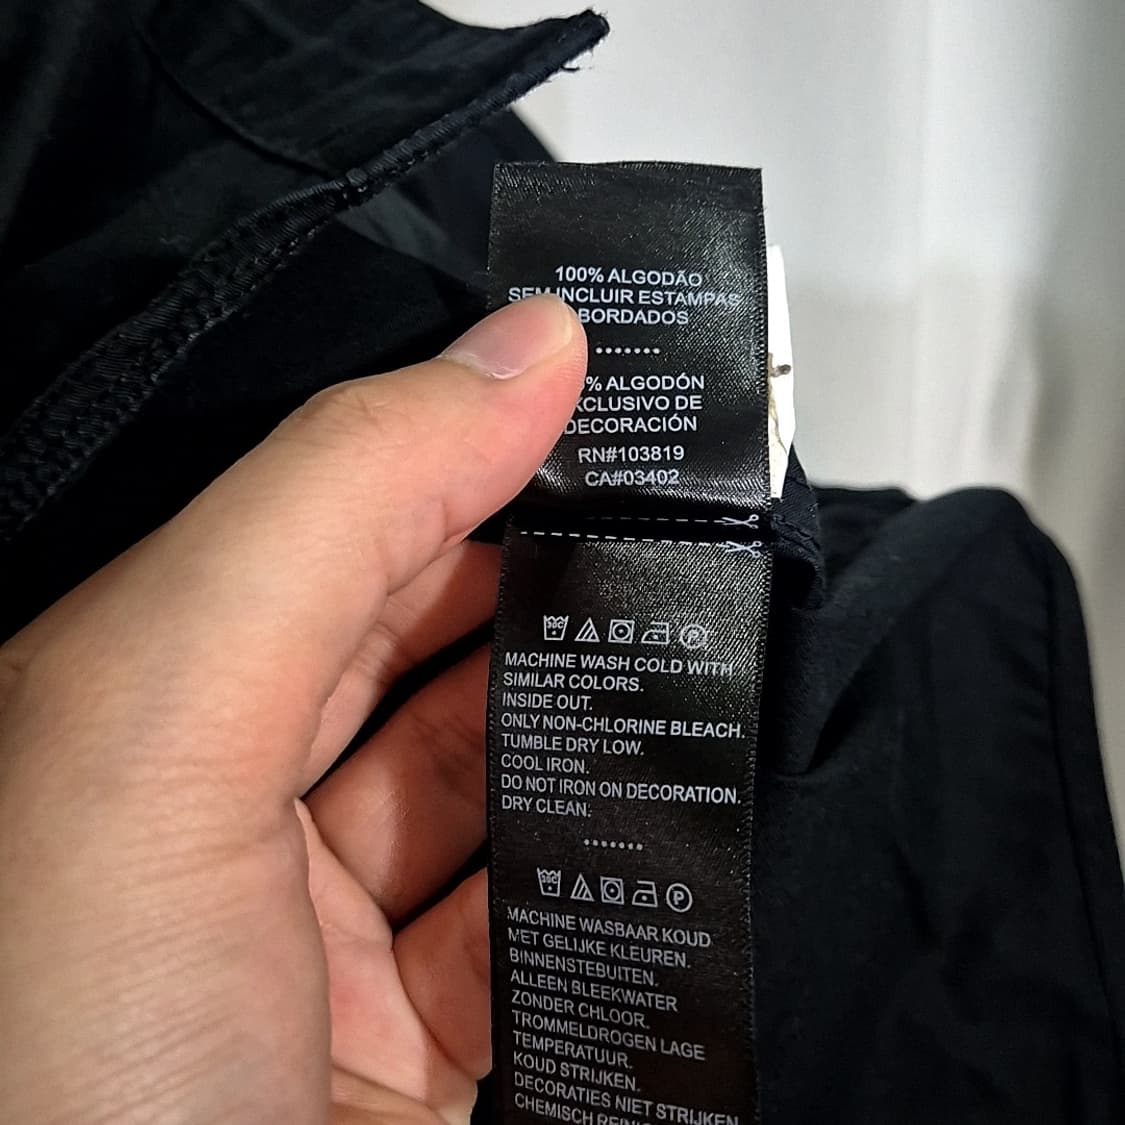 100% ALGODÃO
SEM INCLUIR ESTAMPAS
BORDADOS
% ALGODÓN
XCLUSIVO DE
DECORACIÓN
RN#103819
CA#03402
30C P
MACHINE WASH COLD WITH
SIMILAR COLORS.
INSIDE OUT.
ONLY NON-CHLORINE BLEACH.
TUMBLE DRY LOW.
COOL IRON.
DO NOT IRON ON DECORATION.
DRY CLEAN.
30C P
MACHINE WASBAAR KOUD
MET GELIJKE KLEUREN.
BINNENSTEBUITEN.
ALLEEN BLEEKWATER
ZONDER CHLOOR.
TROMMELDROGEN LAGE
TEMPERATUUR.
KOUD STRIJKEN.
DECORATIES NIET STRIJKEN
CHEMISCH